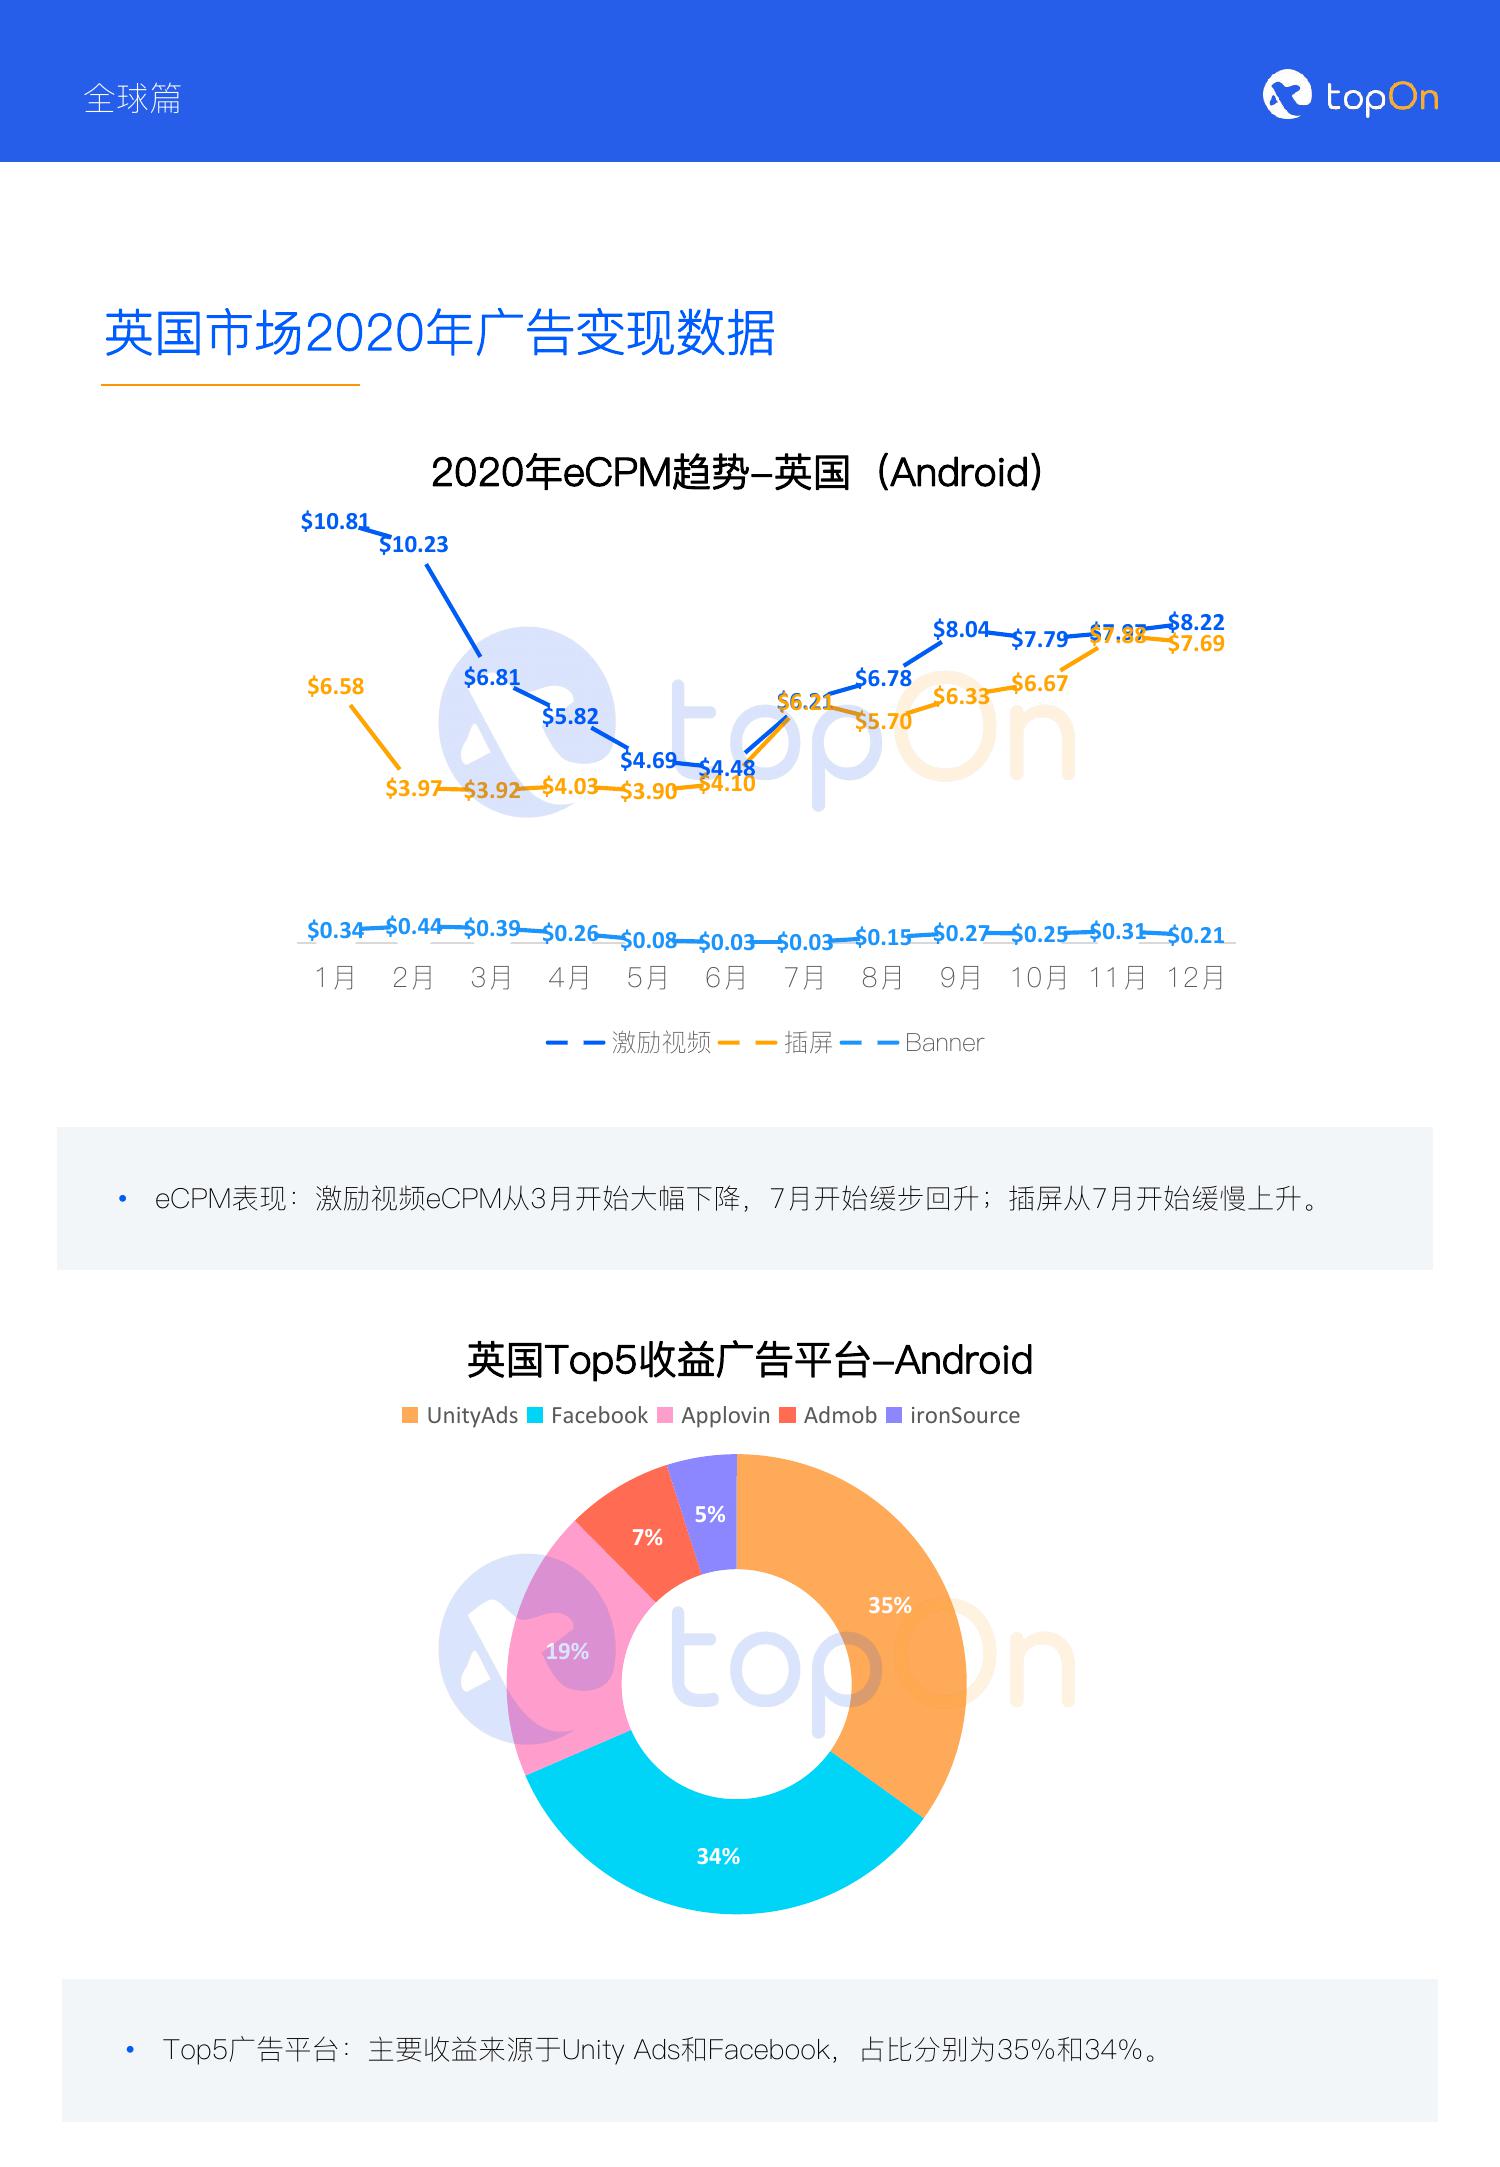 全球篇
topOn
英国市场2020年广告变现数据
2020年eCPM趋势-英国（Android）
$10.81
$10.23
$8.22
$8.04
$7.79
$7.69
$6.81
$6.58
$6.78
$6.67
$6.33
$6.21
$5.82
$5.70
$4.69
$4.48
$3.97 $3.92 $4.03 $3.90 $4.10
$0.34 $0.44 $0.39 $0.26 $0.08 $0.03 $0.03 $0.15 $0.27 $0.25 $0.31 $0.21
1月 2月 3月 4月 5月 6月 7月 8月 9月 10月 11月 12月
激励视频 插屏 Banner
topOn
• eCPM表现：激励视频eCPM从3月开始大幅下降，7月开始缓步回升；插屏从7月开始缓慢上升。
英国Top5收益广告平台-Android
UnityAds Facebook Applovin Admob ironSource
5%
7%
35%
19%
34%
topOn
• Top5广告平台：主要收益来源于Unity Ads和Facebook，占比分别为35%和34%。